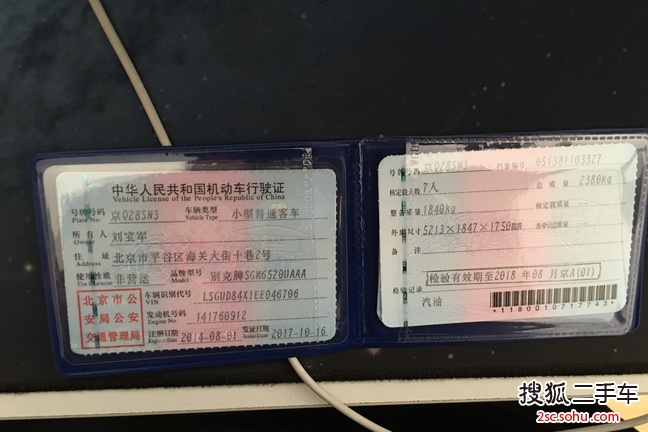 中华人民共和国机动车行驶证
Vehicle License of the People's Republic of China
号牌号码 京Q28SN3 车辆类型 小型普通客车
Plate No. Vehicle Type
所有人 刘宝军
Owner
住址 北京市平谷区海关大街十巷2号
Address
使用性质 非营运 品牌型号 别克牌SGM6520UAAA
Use Character Model
北京市公
安局公安
交通管理局
车辆识别代号 LSGUD84X1EE046706
VIN
发动机号码 141760912
Engine No.
注册日期 2014-08-01 发证日期 2017-10-16
Register Date Issue Date
号牌号码 京Q28SN3 档案编号 051381103327
核定载人数 7人 总质量 2380kg
整备质量 1840kg 核定载质量
外廓尺寸 5213×1847×1750mm 准牵引总质量
备注
检验有效期至2018年08月京A(01)
检验记录
汽油
*1180010717743*
搜狐二手车
2sc.sohu.com